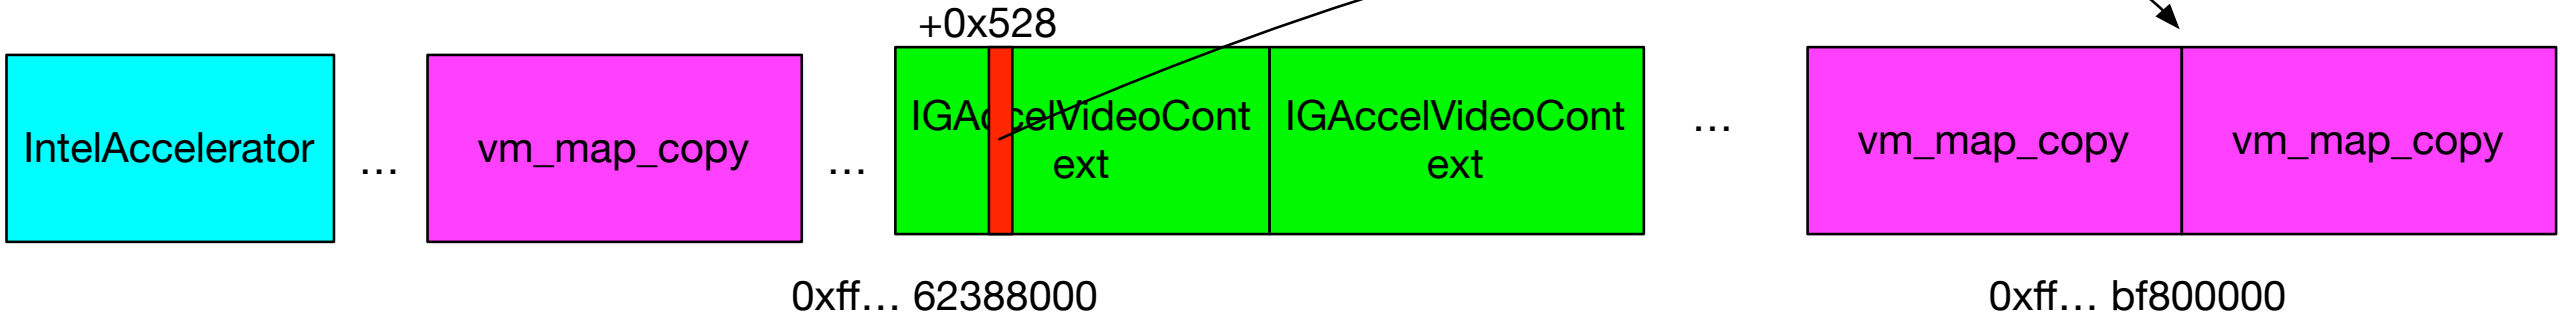 +0x528
IntelAccelerator
...
vm_map_copy
...
IGAccelVideoCont
ext
IGAccelVideoCont
ext
...
vm_map_copy
vm_map_copy
0xff... 62388000
0xff... bf800000